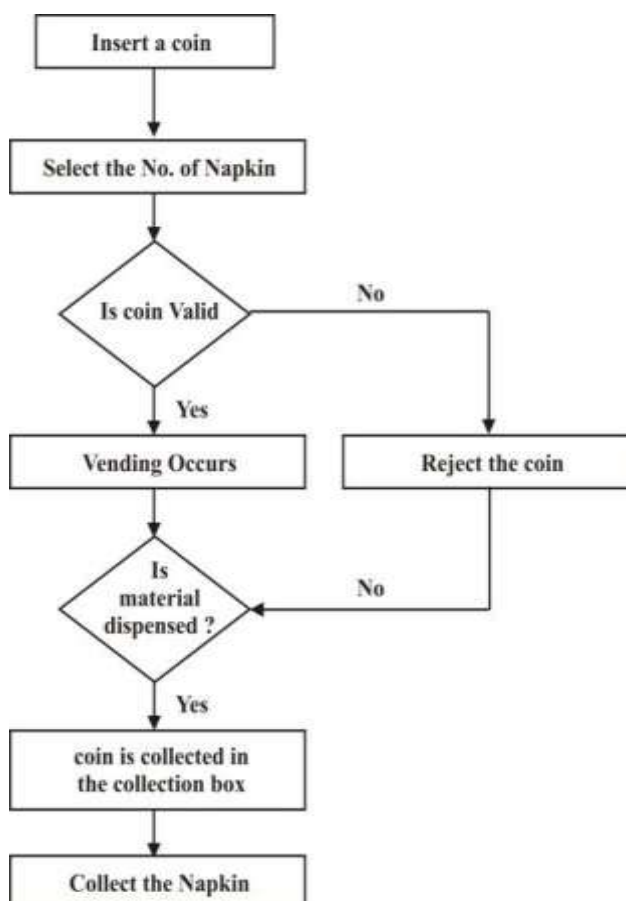 Insert a coin
Select the No. of Napkin
Is coin Valid
No
Yes
Vending Occurs
Reject the coin
Is
material
dispensed ?
No
Yes
coin is collected in
the collection box
Collect the Napkin